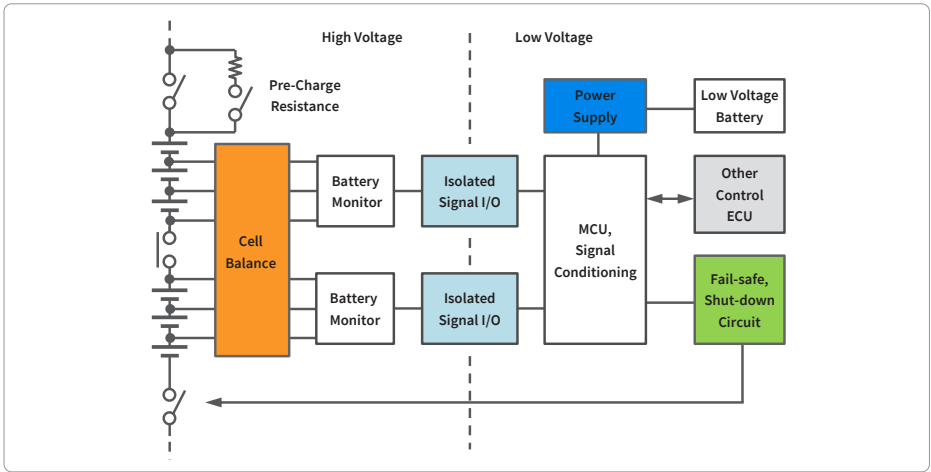 High Voltage
Low Voltage
Pre-Charge
Resistance
Power
Supply
Low Voltage
Battery
Cell
Balance
Battery
Monitor
Isolated
Signal I/O
MCU,
Signal
Conditioning
Other
Control
ECU
Battery
Monitor
Isolated
Signal I/O
Fail-safe,
Shut-down
Circuit